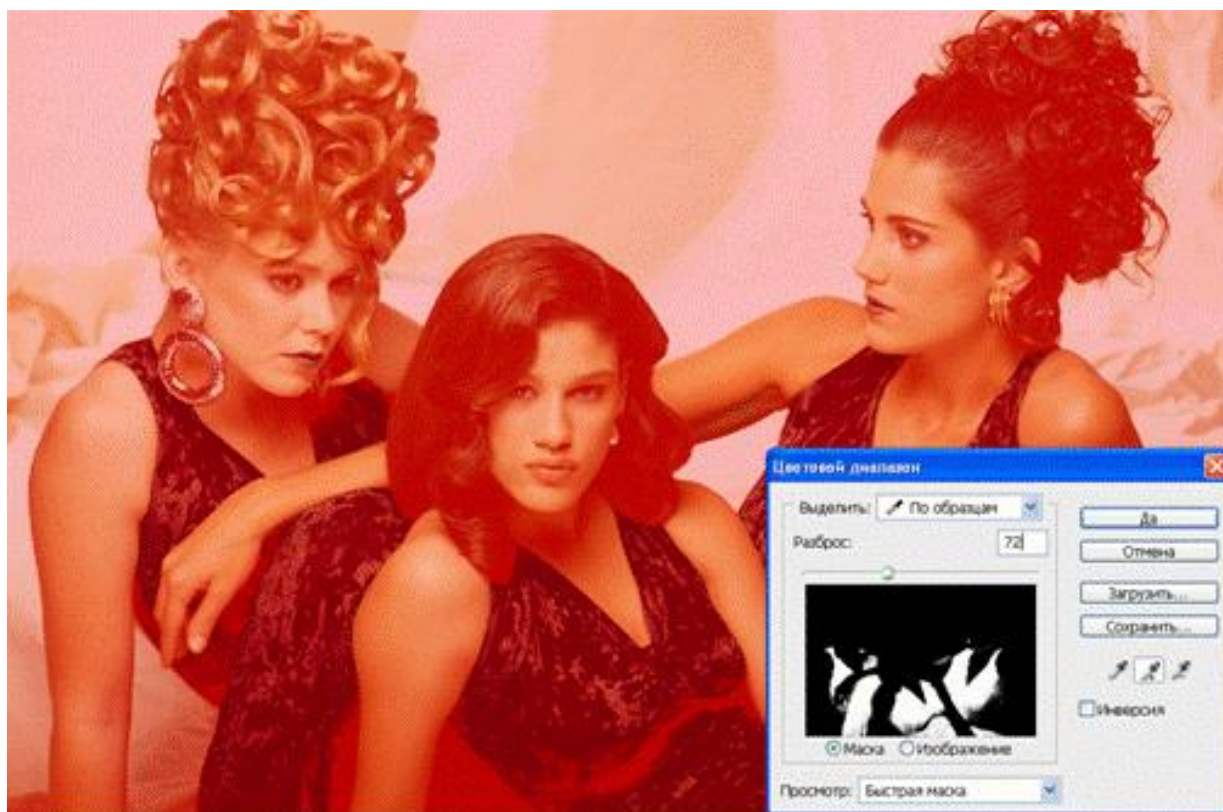 Цветовой диапазон
Выделить: По образцам
Разброс: 72
Да
Отмена
Загрузить...
Сохранить...
Инверсия
Маска Изображение
Просмотр: Быстрая маска